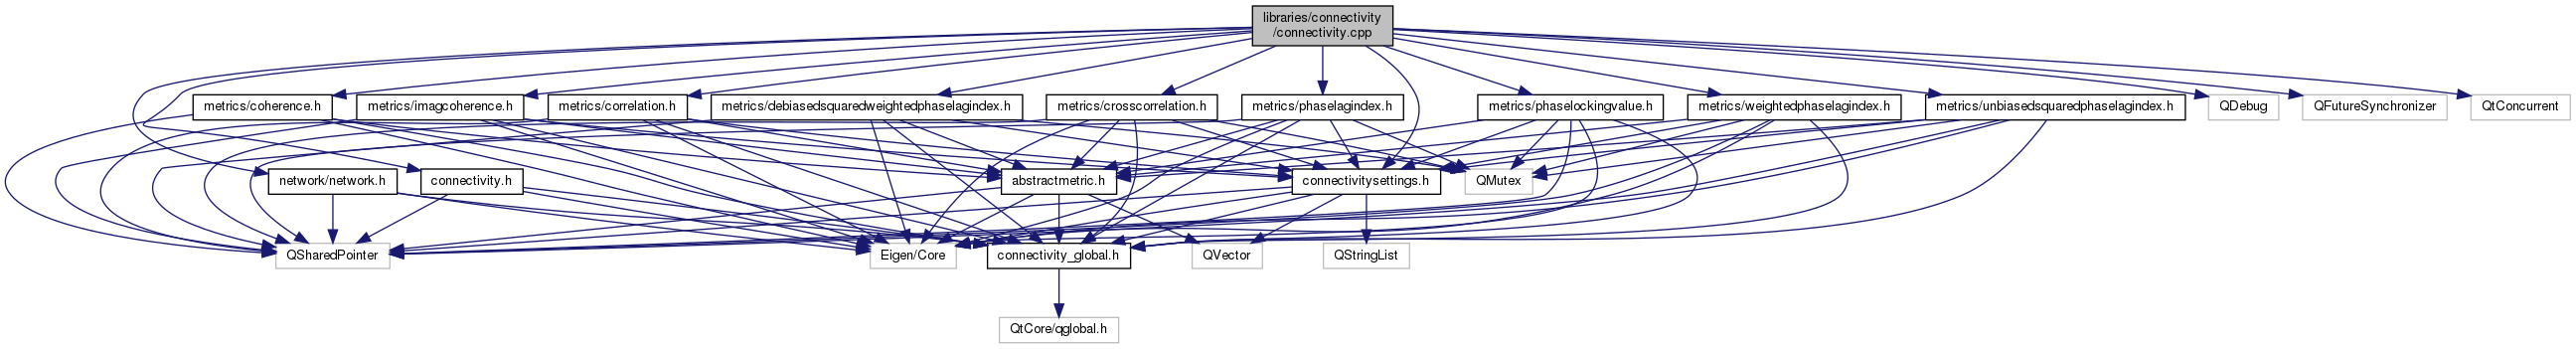 libraries/connectivity
/connectivity.cpp
metrics/coherence.h
metrics/imagcoherence.h
metrics/correlation.h
metrics/debiasedsquaredweightedphaselagindex.h
metrics/crosscorrelation.h
metrics/phaselagindex.h
metrics/phaselockingvalue.h
metrics/weightedphaselagindex.h
metrics/unbiasedsquaredphaselagindex.h
QDebug
QFutureSynchronizer
QtConcurrent
network/network.h
connectivity.h
abstractmetric.h
connectivitysettings.h
QMutex
QSharedPointer
Eigen/Core
connectivity_global.h
QVector
QStringList
QtCore/qglobal.h